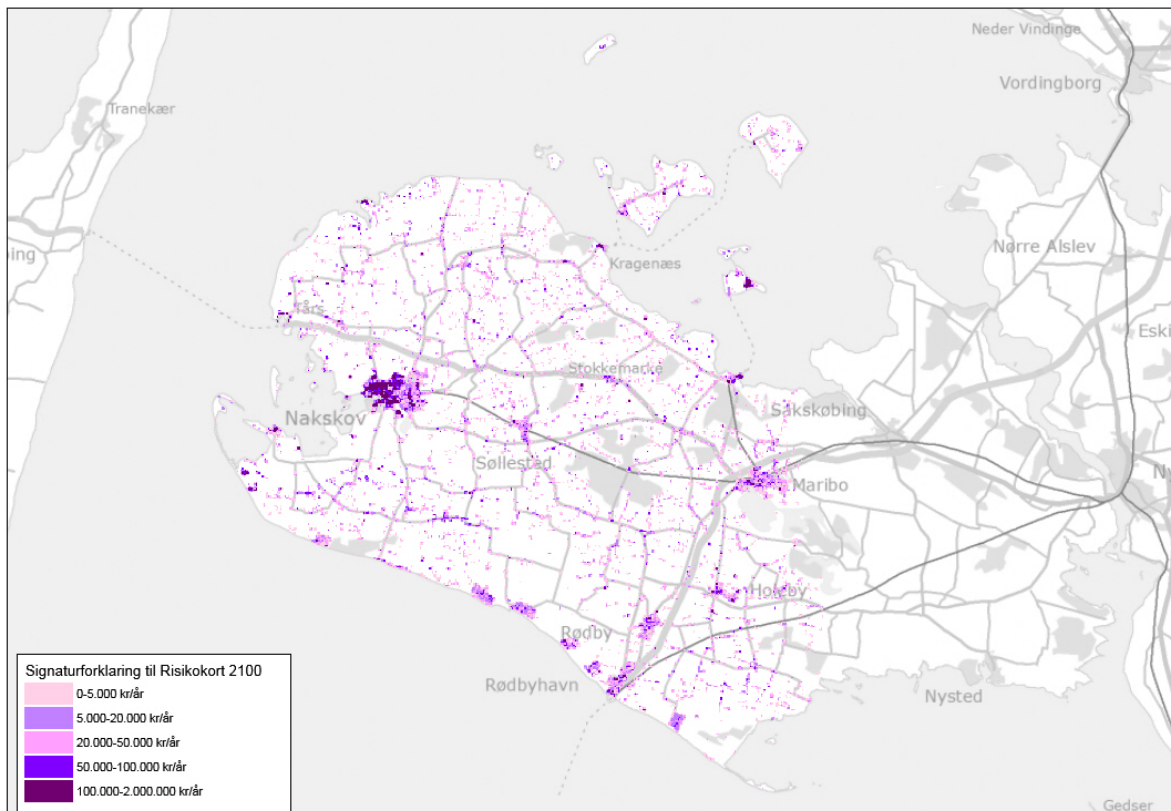 Neder Vindinge
Vordingborg
Tranekær
ping
Nørre Alslev
Kragenæs
Tårs
Eski
Stokkemarke
Sakskøbing
Nakskov
Søllested
Maribo
N
Holeby
Rødby
Rødbyhavn
Nysted
Gedser
Signaturforklaring til Risikokort 2100
0-5.000 kr/år
5.000-20.000 kr/år
20.000-50.000 kr/år
50.000-100.000 kr/år
100.000-2.000.000 kr/år